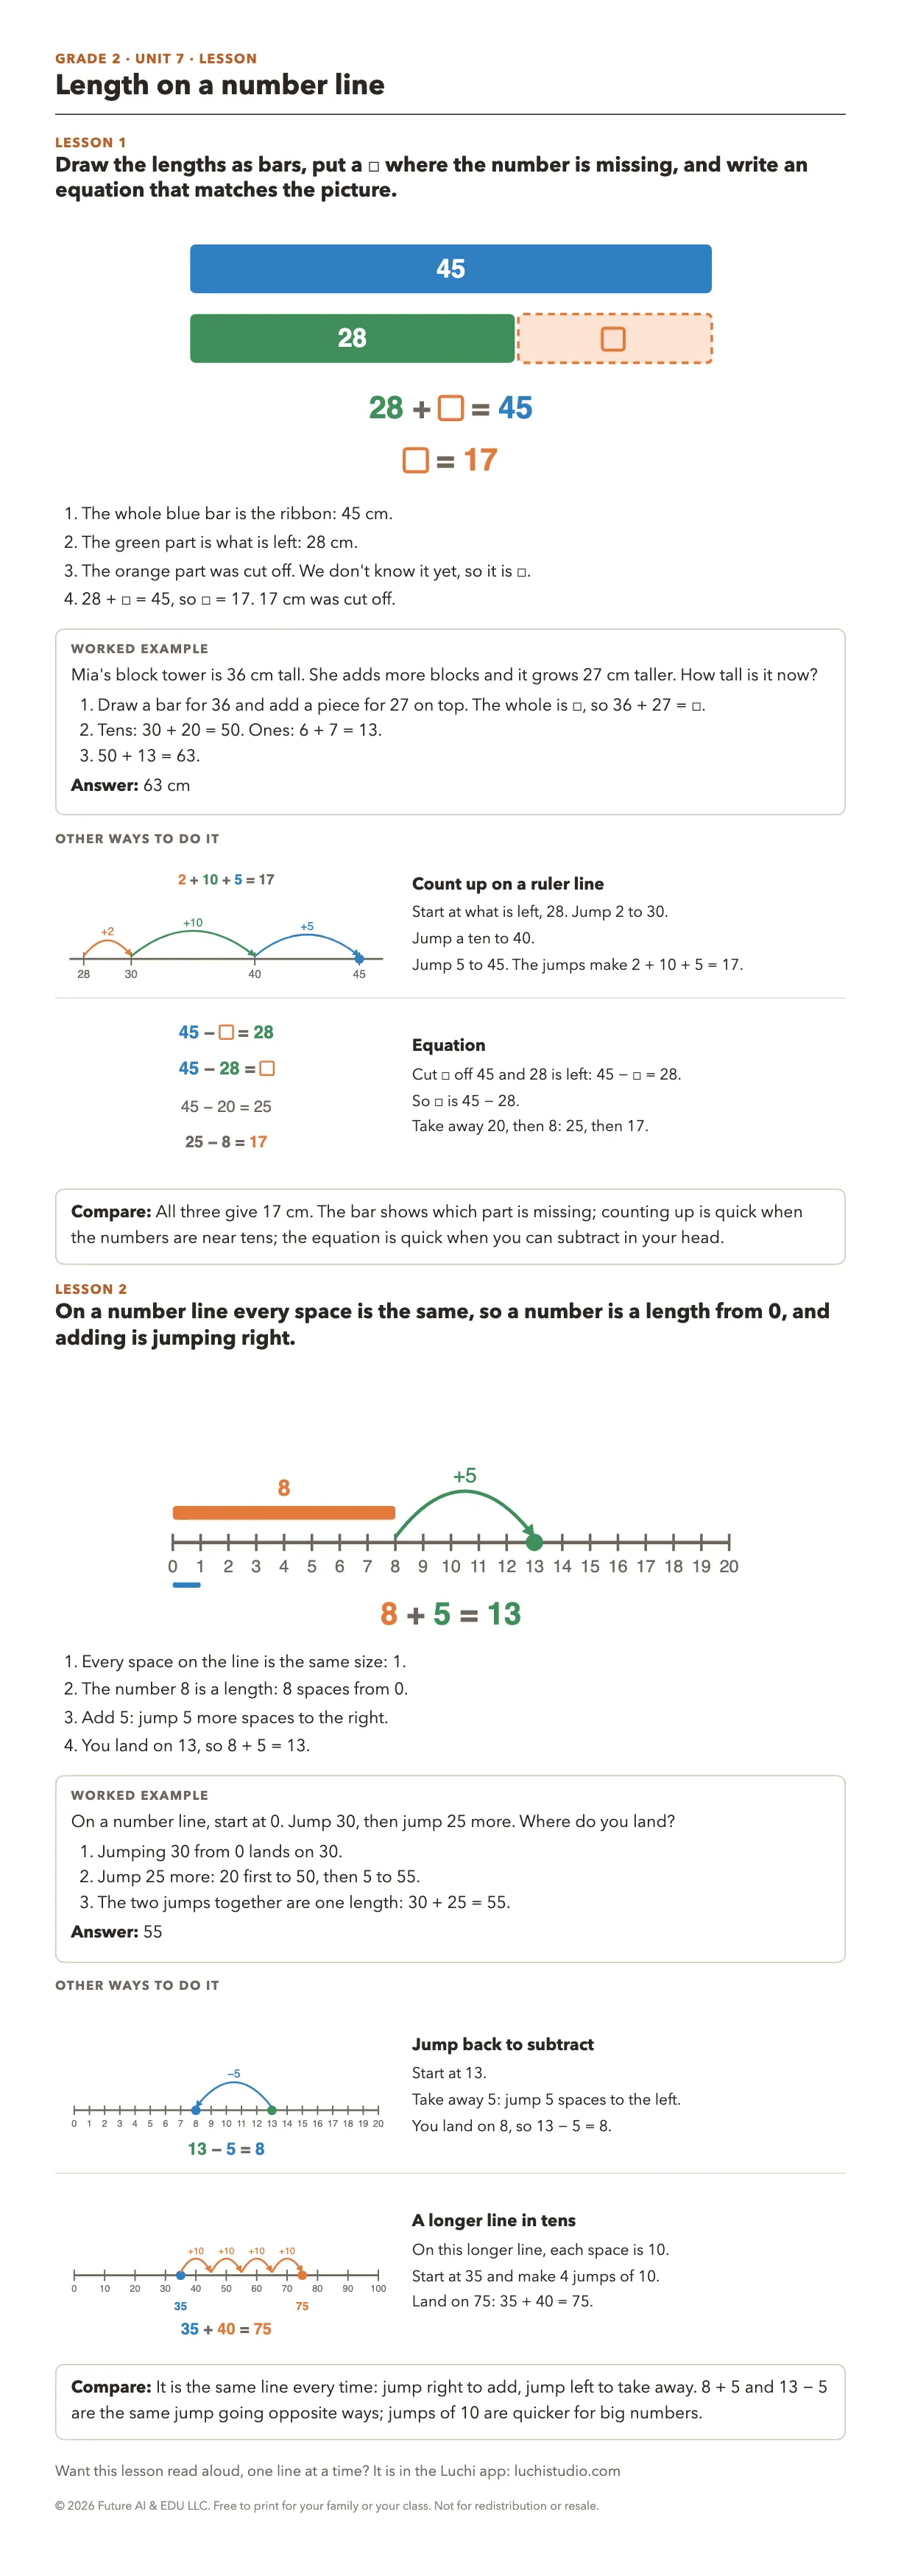 GRADE 2 · UNIT 7 · LESSON
Length on a number line
LESSON 1
Draw the lengths as bars, put a □ where the number is missing, and write an
equation that matches the picture.
45
28 □
28 + □ = 45
□ = 17
1. The whole blue bar is the ribbon: 45 cm.
2. The green part is what is left: 28 cm.
3. The orange part was cut off. We don't know it yet, so it is □.
4. 28 + □ = 45, so □ = 17. 17 cm was cut off.
WORKED EXAMPLE
Mia's block tower is 36 cm tall. She adds more blocks and it grows 27 cm taller. How tall is it now?
1. Draw a bar for 36 and add a piece for 27 on top. The whole is □, so 36 + 27 = □.
2. Tens: 30 + 20 = 50. Ones: 6 + 7 = 13.
3. 50 + 13 = 63.
Answer: 63 cm
OTHER WAYS TO DO IT
2 + 10 + 5 = 17
+2 +10 +5
28 30 40 45
Count up on a ruler line
Start at what is left, 28. Jump 2 to 30.
Jump a ten to 40.
Jump 5 to 45. The jumps make 2 + 10 + 5 = 17.
45 − □ = 28
45 − 28 = □
45 − 20 = 25
25 − 8 = 17
Equation
Cut □ off 45 and 28 is left: 45 − □ = 28.
So □ is 45 − 28.
Take away 20, then 8: 25, then 17.
Compare: All three give 17 cm. The bar shows which part is missing; counting up is quick when
the numbers are near tens; the equation is quick when you can subtract in your head.
LESSON 2
On a number line every space is the same, so a number is a length from 0, and
adding is jumping right.
8 +5
0 1 2 3 4 5 6 7 8 9 10 11 12 13 14 15 16 17 18 19 20
8 + 5 = 13
1. Every space on the line is the same size: 1.
2. The number 8 is a length: 8 spaces from 0.
3. Add 5: jump 5 more spaces to the right.
4. You land on 13, so 8 + 5 = 13.
WORKED EXAMPLE
On a number line, start at 0. Jump 30, then jump 25 more. Where do you land?
1. Jumping 30 from 0 lands on 30.
2. Jump 25 more: 20 first to 50, then 5 to 55.
3. The two jumps together are one length: 30 + 25 = 55.
Answer: 55
OTHER WAYS TO DO IT
−5
0 1 2 3 4 5 6 7 8 9 10 11 12 13 14 15 16 17 18 19 20
13 − 5 = 8
Jump back to subtract
Start at 13.
Take away 5: jump 5 spaces to the left.
You land on 8, so 13 − 5 = 8.
+10 +10 +10 +10
0 10 20 30 40 50 60 70 80 90 100
35 75
35 + 40 = 75
A longer line in tens
On this longer line, each space is 10.
Start at 35 and make 4 jumps of 10.
Land on 75: 35 + 40 = 75.
Compare: It is the same line every time: jump right to add, jump left to take away. 8 + 5 and 13 − 5
are the same jump going opposite ways; jumps of 10 are quicker for big numbers.
Want this lesson read aloud, one line at a time? It is in the Luchi app: luchistudio.com
© 2026 Future AI & EDU LLC. Free to print for your family or your class. Not for redistribution or resale.